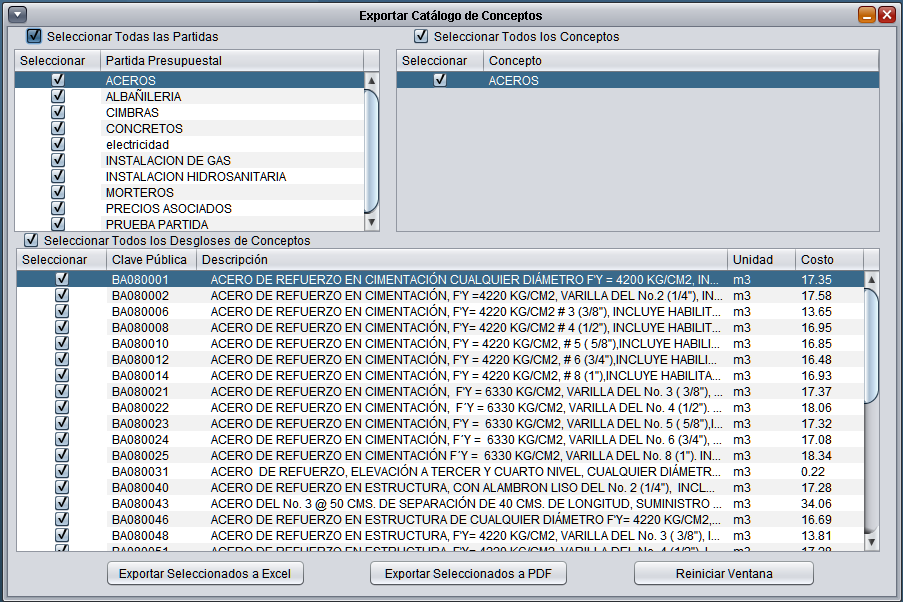 Exportar Catálogo de Conceptos
Seleccionar Todas las Partidas
Seleccionar Todos los Conceptos
Seleccionar Partida Presupuestal
ACEROS
ALBAÑILERIA
CIMBRAS
CONCRETOS
electricidad
INSTALACION DE GAS
INSTALACION HIDROSANITARIA
MORTEROS
PRECIOS ASOCIADOS
PRUEBA PARTIDA
Seleccionar Concepto
ACEROS
Seleccionar Todos los Desgloses de Conceptos
Seleccionar Clave Pública Descripción Unidad Costo
BA080001 ACERO DE REFUERZO EN CIMENTACIÓN CUALQUIER DIÁMETRO F'Y = 4200 KG/CM2, IN... m3 17.35
BA080002 ACERO DE REFUERZO EN CIMENTACIÓN, F'Y =4220 KG/CM2, VARILLA DEL No.2 (1/4"), IN... m3 17.58
BA080006 ACERO DE REFUERZO EN CIMENTACIÓN, F'Y= 4220 KG/CM2 # 3 (3/8"), INCLUYE HABILIT... m3 13.65
BA080008 ACERO DE REFUERZO EN CIMENTACIÓN, F'Y= 4220 KG/CM2 # 4 (1/2"), INCLUYE HABILIT... m3 16.95
BA080010 ACERO DE REFUERZO EN CIMENTACIÓN, F'Y = 4220 KG/CM2, # 5 ( 5/8"),INCLUYE HABILI... m3 16.85
BA080012 ACERO DE REFUERZO EN CIMENTACIÓN, F'Y = 4220 KG/CM2, # 6 (3/4"),INCLUYE HABILI... m3 16.48
BA080014 ACERO DE REFUERZO EN CIMENTACIÓN, F'Y = 4220 KG/CM2, # 8 (1"),INCLUYE HABILITA... m3 16.93
BA080021 ACERO DE REFUERZO EN CIMENTACIÓN, F'Y = 6330 KG/CM2, VARILLA DEL No. 3 ( 3/8"), ... m3 17.37
BA080022 ACERO DE REFUERZO EN CIMENTACIÓN, F´Y = 6330 KG/CM2, VARILLA DEL No. 4 (1/2"). ... m3 18.06
BA080023 ACERO DE REFUERZO EN CIMENTACIÓN, F'Y = 6330 KG/CM2, VARILLA DEL No. 5 ( 5/8"),I... m3 17.32
BA080024 ACERO DE REFUERZO EN CIMENTACIÓN, F´Y = 6330 KG/CM2, VARILLA DEL No. 6 (3/4"), ... m3 17.08
BA080025 ACERO DE REFUERZO EN CIMENTACIÓN F´Y = 6330 KG/CM2, VARILLA DEL No. 8 (1"). IN... m3 18.34
BA080031 ACERO DE REFUERZO, ELEVACIÓN A TERCER Y CUARTO NIVEL, CUALQUIER DIÁMETR... m3 0.22
BA080040 ACERO DE REFUERZO EN ESTRUCTURA, CON ALAMBRON LISO DEL No. 2 (1/4"), INCL... m3 17.28
BA080043 ACERO DEL No. 3 @ 50 CMS. DE SEPARACIÓN DE 40 CMS. DE LONGITUD, SUMINISTRO ... m3 34.06
BA080046 ACERO DE REFUERZO EN ESTRUCTURA DE CUALQUIER DIÁMETRO F'Y= 4220 KG/CM2,... m3 16.69
BA080048 ACERO DE REFUERZO EN ESTRUCTURA, F'Y= 4220 KG/CM2, VARILLA DEL No. 3 ( 3/8"), I... m3 13.81
BA080051 ACERO DE REFUERZO EN ESTRUCTURA, F'Y= 4220 KG/CM2, VARILLA DEL No. 4 (1/2"), I... m3 17.28
Exportar Seleccionados a Excel
Exportar Seleccionados a PDF
Reiniciar Ventana